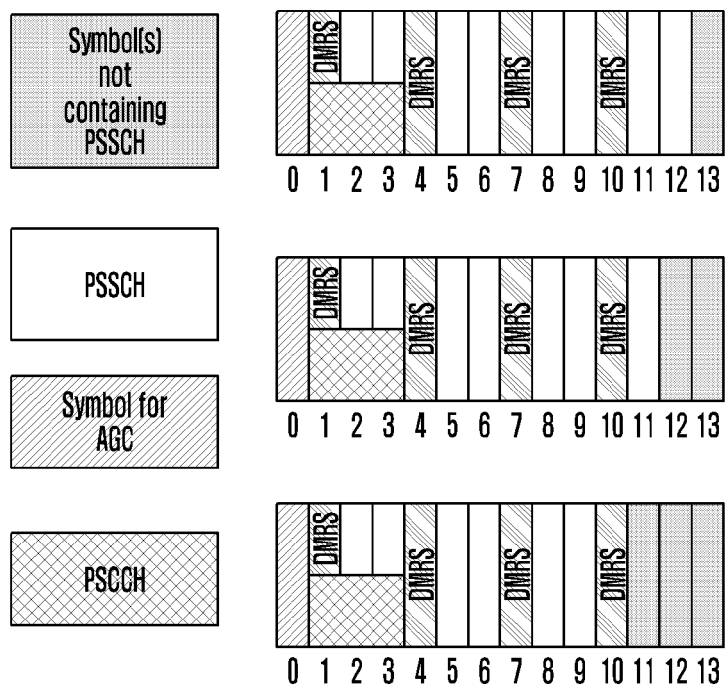 Symbol(s)
not
containing
PSSCH
PSSCH
Symbol for
AGC
PSCCH
DMRS DMRS DMRS DMRS
0 1 2 3 4 5 6 7 8 9 10 11 12 13
DMRS DMRS DMRS DMRS
0 1 2 3 4 5 6 7 8 9 10 11 12 13
DMRS DMRS DMRS DMRS
0 1 2 3 4 5 6 7 8 9 10 11 12 13